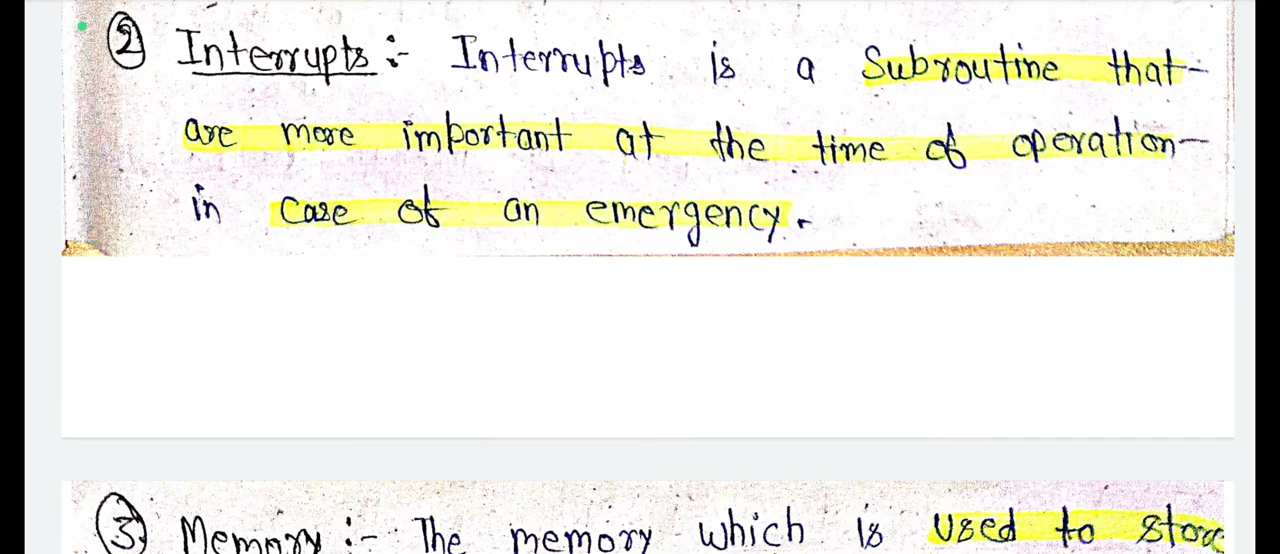 ② Interrupts :- Interrupts is a Subroutine that-
are more important at the time of operation-
in case of an emergency.
③ Memory :- The memory which is used to store